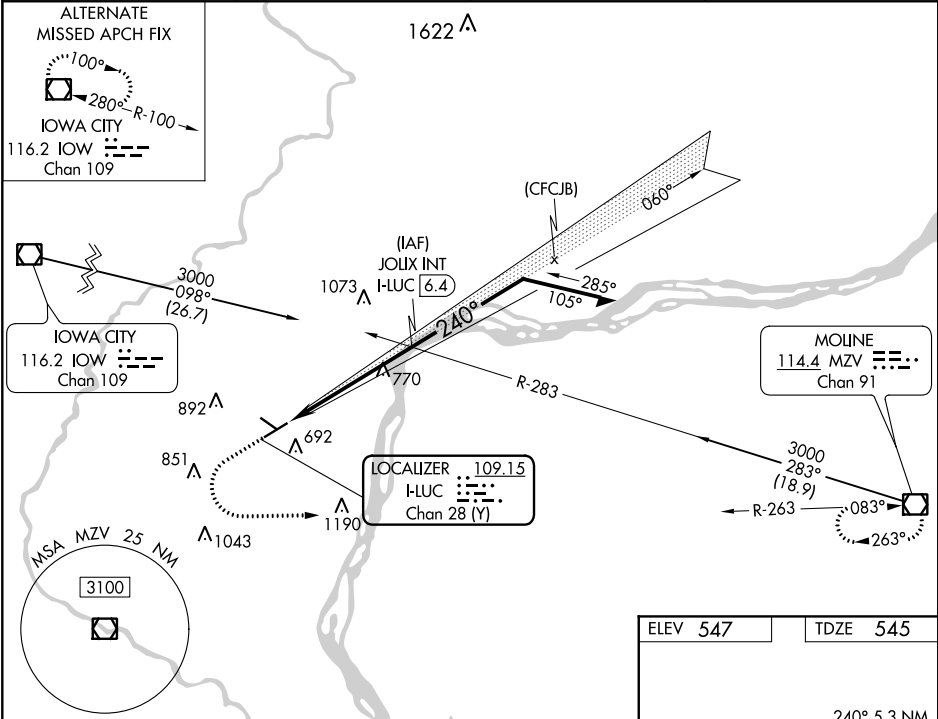 ALTERNATE
MISSED APCH FIX
100°
280°
R-100
IOWA CITY
116.2 IOW
Chan 109
1622
(CFCJB)
060°
(IAF)
JOLIX INT
I-LUC 6.4
1073
285°
105°
240°
3000
098°
(26.7)
IOWA CITY
116.2 IOW
Chan 109
MOLINE
114.4 MZV
Chan 91
770
R-283
892
692
3000
283°
(18.9)
851
LOCALIZER 109.15
I-LUC
Chan 28 (Y)
R-263
083°
263°
1190
1043
MSA MZV 25 NM
3100
ELEV 547
TDZE 545
240° 5.3 NM